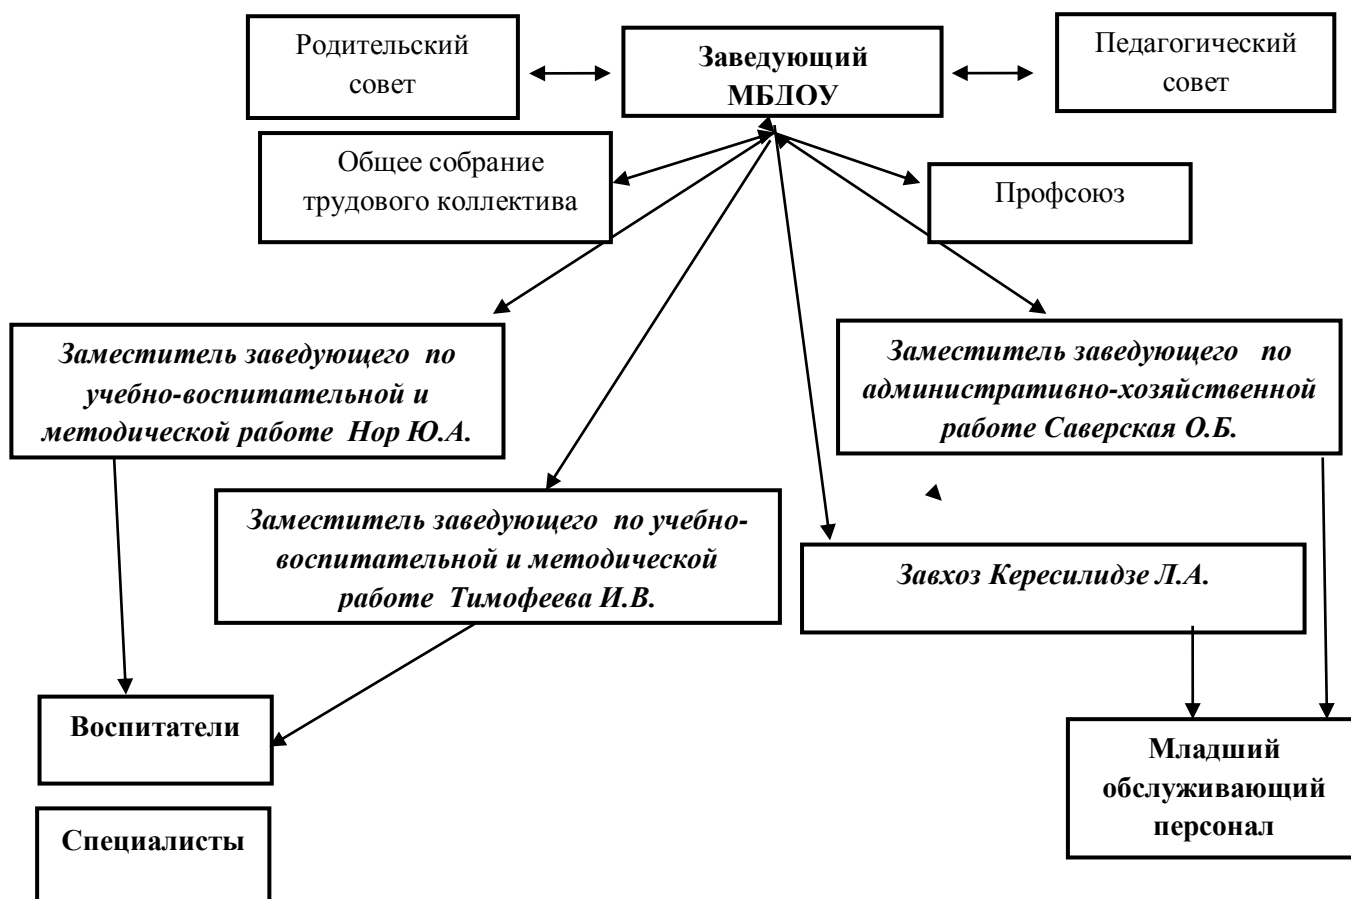 Родительский
совет
Заведующий
МБДОУ
Педагогический
совет
Общее собрание
трудового коллектива
Профсоюз
Заместитель заведующего по
учебно-воспитательной и
методической работе Нор Ю.А.
Заместитель заведующего по
административно-хозяйственной
работе Саверская О.Б.
Заместитель заведующего по учебно-
воспитательной и методической
работе Тимофеева И.В.
Завхоз Кересилидзе Л.А.
Воспитатели
Младший
обслуживающий
персонал
Специалисты